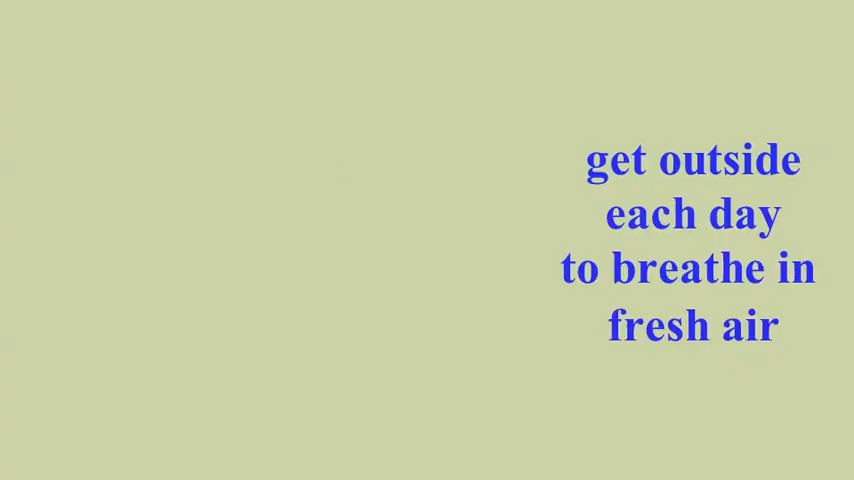 get outside
each day
to breathe in
fresh air